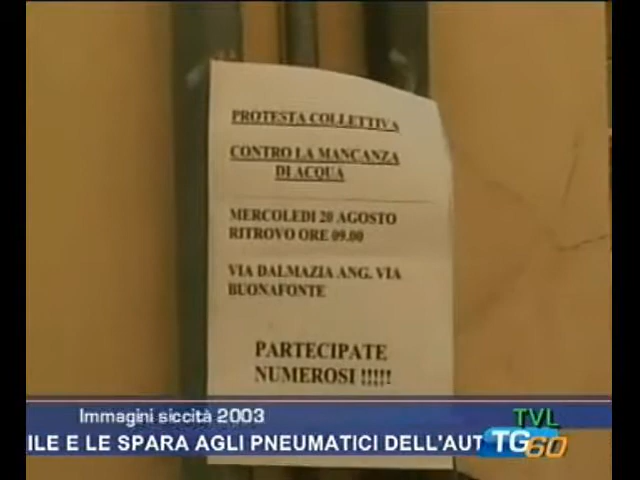 PROTESTA COLLETTIVA
CONTRO LA MANCANZA
DI ACQUA
MERCOLEDI 20 AGOSTO
RITROVO ORE 09.00
VIA DALMAZIA ANG. VIA
BUONAFONTE
PARTECIPATE
NUMEROSI !!!!!
Immagini siccità 2003
TVL
ILE E LE SPARA AGLI PNEUMATICI DELL'AUT
TG60